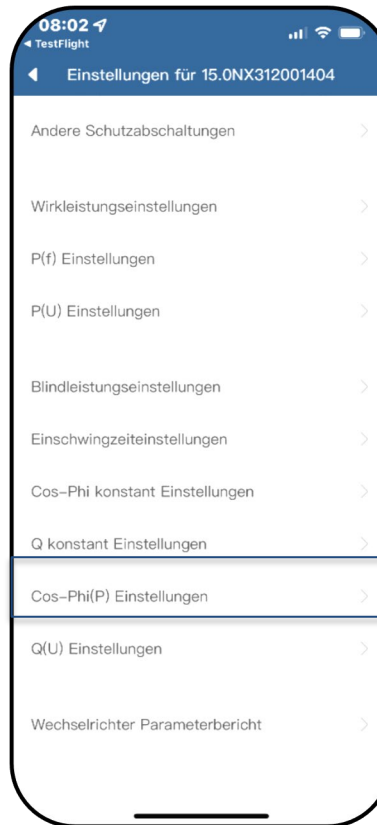 08:02
◀ TestFlight
Einstellungen für 15.0NX312001404
Andere Schutzabschaltungen
Wirkleistungseinstellungen
P(f) Einstellungen
P(U) Einstellungen
Blindleistungseinstellungen
Einschwingzeiteinstellungen
Cos-Phi konstant Einstellungen
Q konstant Einstellungen
Cos-Phi(P) Einstellungen
Q(U) Einstellungen
Wechselrichter Parameterbericht